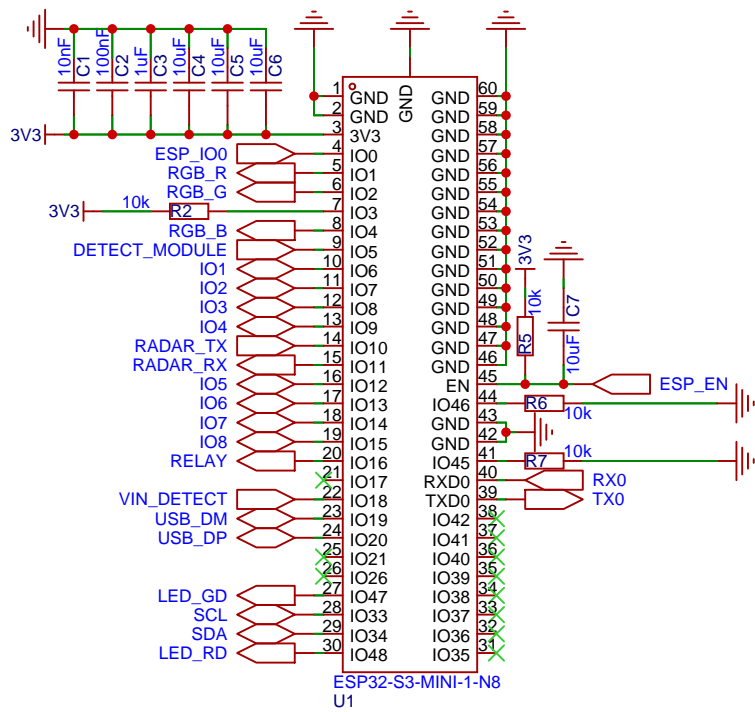 10nF C1
100nF C2
1uF C3
10uF C4
10uF C5
10uF C6
3V3
1 GND
2 GND
3 3V3
ESP_IO0 4 IO0
RGB_R 5 IO1
RGB_G 6 IO2
3V3 10k R2 7 IO3
RGB_B 8 IO4
DETECT_MODULE 9 IO5
IO1 10 IO6
IO2 11 IO7
IO3 12 IO8
IO4 13 IO9
RADAR_TX 14 IO10
RADAR_RX 15 IO11
IO5 16 IO12
IO6 17 IO13
IO7 18 IO14
IO8 19 IO15
RELAY 20 IO16
21 IO17
VIN_DETECT 22 IO18
USB_DM 23 IO19
USB_DP 24 IO20
25 IO21
26 IO26
LED_GD 27 IO47
SCL 28 IO33
SDA 29 IO34
LED_RD 30 IO48
GND
GND 60
GND 59
GND 58
GND 57
GND 56
GND 55
GND 54
GND 53
GND 52
GND 51
GND 50
GND 49
GND 48
GND 47
GND 46
EN 45 ESP_EN
3V3
10k
R5
C7
10uF
IO46 44 R6 10k
GND 43
GND 42
IO45 41 R7 10k
RXD0 40 RX0
TXD0 39 TX0
IO42 38
IO41 37
IO40 36
IO39 35
IO38 34
IO37 33
IO36 32
IO35 31
ESP32-S3-MINI-1-N8
U1